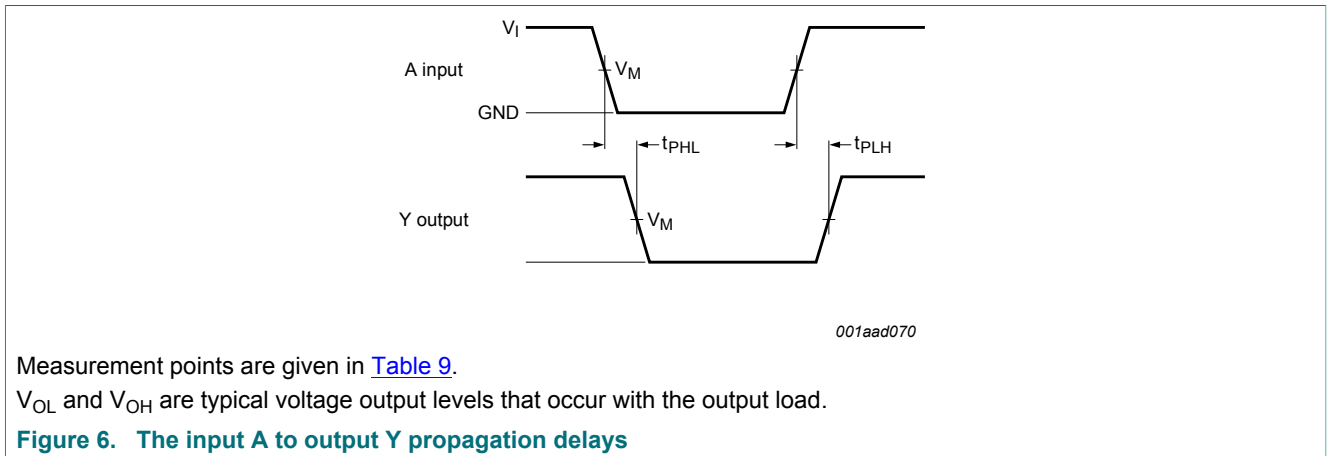 V_I
A input
V_M
GND
t_PHL
t_PLH
Y output
V_M
001aad070
Measurement points are given in Table 9.
V_OL and V_OH are typical voltage output levels that occur with the output load.
Figure 6. The input A to output Y propagation delays